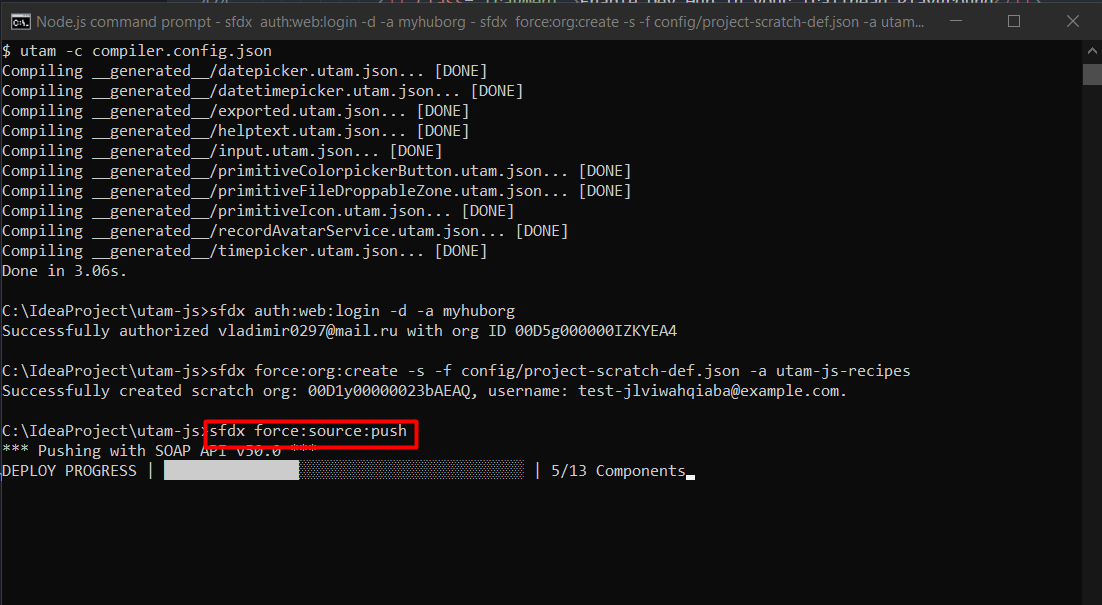 Node.js command prompt - sfdx auth:web:login -d -a myhuborg - sfdx force:org:create -s -f config/project-scratch-def.json -a utam...
$ utam -c compiler.config.json
Compiling __generated__/datepicker.utam.json... [DONE]
Compiling __generated__/datetimepicker.utam.json... [DONE]
Compiling __generated__/exported.utam.json... [DONE]
Compiling __generated__/helptext.utam.json... [DONE]
Compiling __generated__/input.utam.json... [DONE]
Compiling __generated__/primitiveColorpickerButton.utam.json... [DONE]
Compiling __generated__/primitiveFileDroppableZone.utam.json... [DONE]
Compiling __generated__/primitiveIcon.utam.json... [DONE]
Compiling __generated__/recordAvatarService.utam.json... [DONE]
Compiling __generated__/timepicker.utam.json... [DONE]
Done in 3.06s.
C:\IdeaProject\utam-js>sfdx auth:web:login -d -a myhuborg
Successfully authorized vladimir0297@mail.ru with org ID 00D5g000000IZKYEA4
C:\IdeaProject\utam-js>sfdx force:org:create -s -f config/project-scratch-def.json -a utam-js-recipes
Successfully created scratch org: 00D1y00000023bAEAQ, username: test-jlviwahqiaba@example.com.
C:\IdeaProject\utam-js>sfdx force:source:push
*** Pushing with SOAP API v50.0 ***
DEPLOY PROGRESS | | 5/13 Components